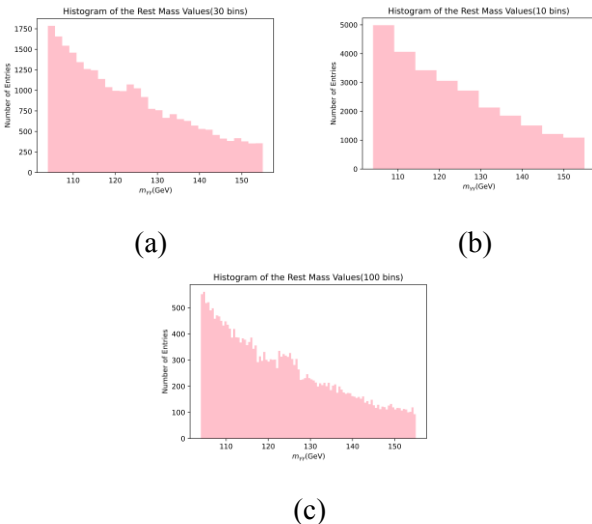 Histogram of the Rest Mass Values(30 bins)
Number of Entries
1750
1500
1250
1000
750
500
250
0
110 120 130 140 150
mγγ(GeV)
(a)
Histogram of the Rest Mass Values(10 bins)
Number of Entries
5000
4000
3000
2000
1000
0
110 120 130 140 150
mγγ(GeV)
(b)
Histogram of the Rest Mass Values(100 bins)
Number of Entries
500
400
300
200
100
0
110 120 130 140 150
mγγ(GeV)
(c)